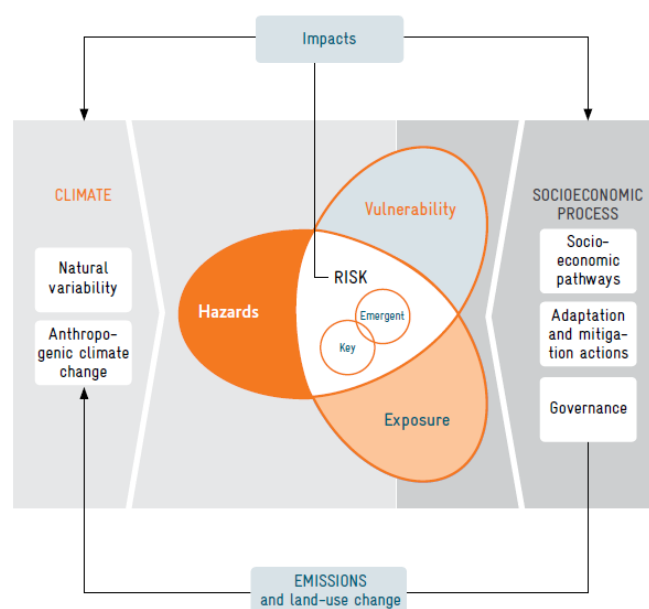 Impacts
CLIMATE
Natural
variability
Anthropo-
genic climate
change
Hazards
Vulnerability
RISK
Emergent
Key
Exposure
SOCIOECONOMIC
PROCESS
Socio-
economic
pathways
Adaptation
and mitiga-
tion actions
Governance
EMISSIONS
and land-use change